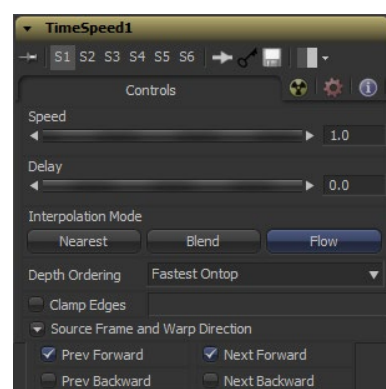 TimeSpeed1
S1 S2 S3 S4 S5 S6
Controls
Speed
1.0
Delay
0.0
Interpolation Mode
Nearest Blend Flow
Depth Ordering Fastest Ontop
Clamp Edges
Source Frame and Warp Direction
Prev Forward Next Forward
Prev Backward Next Backward